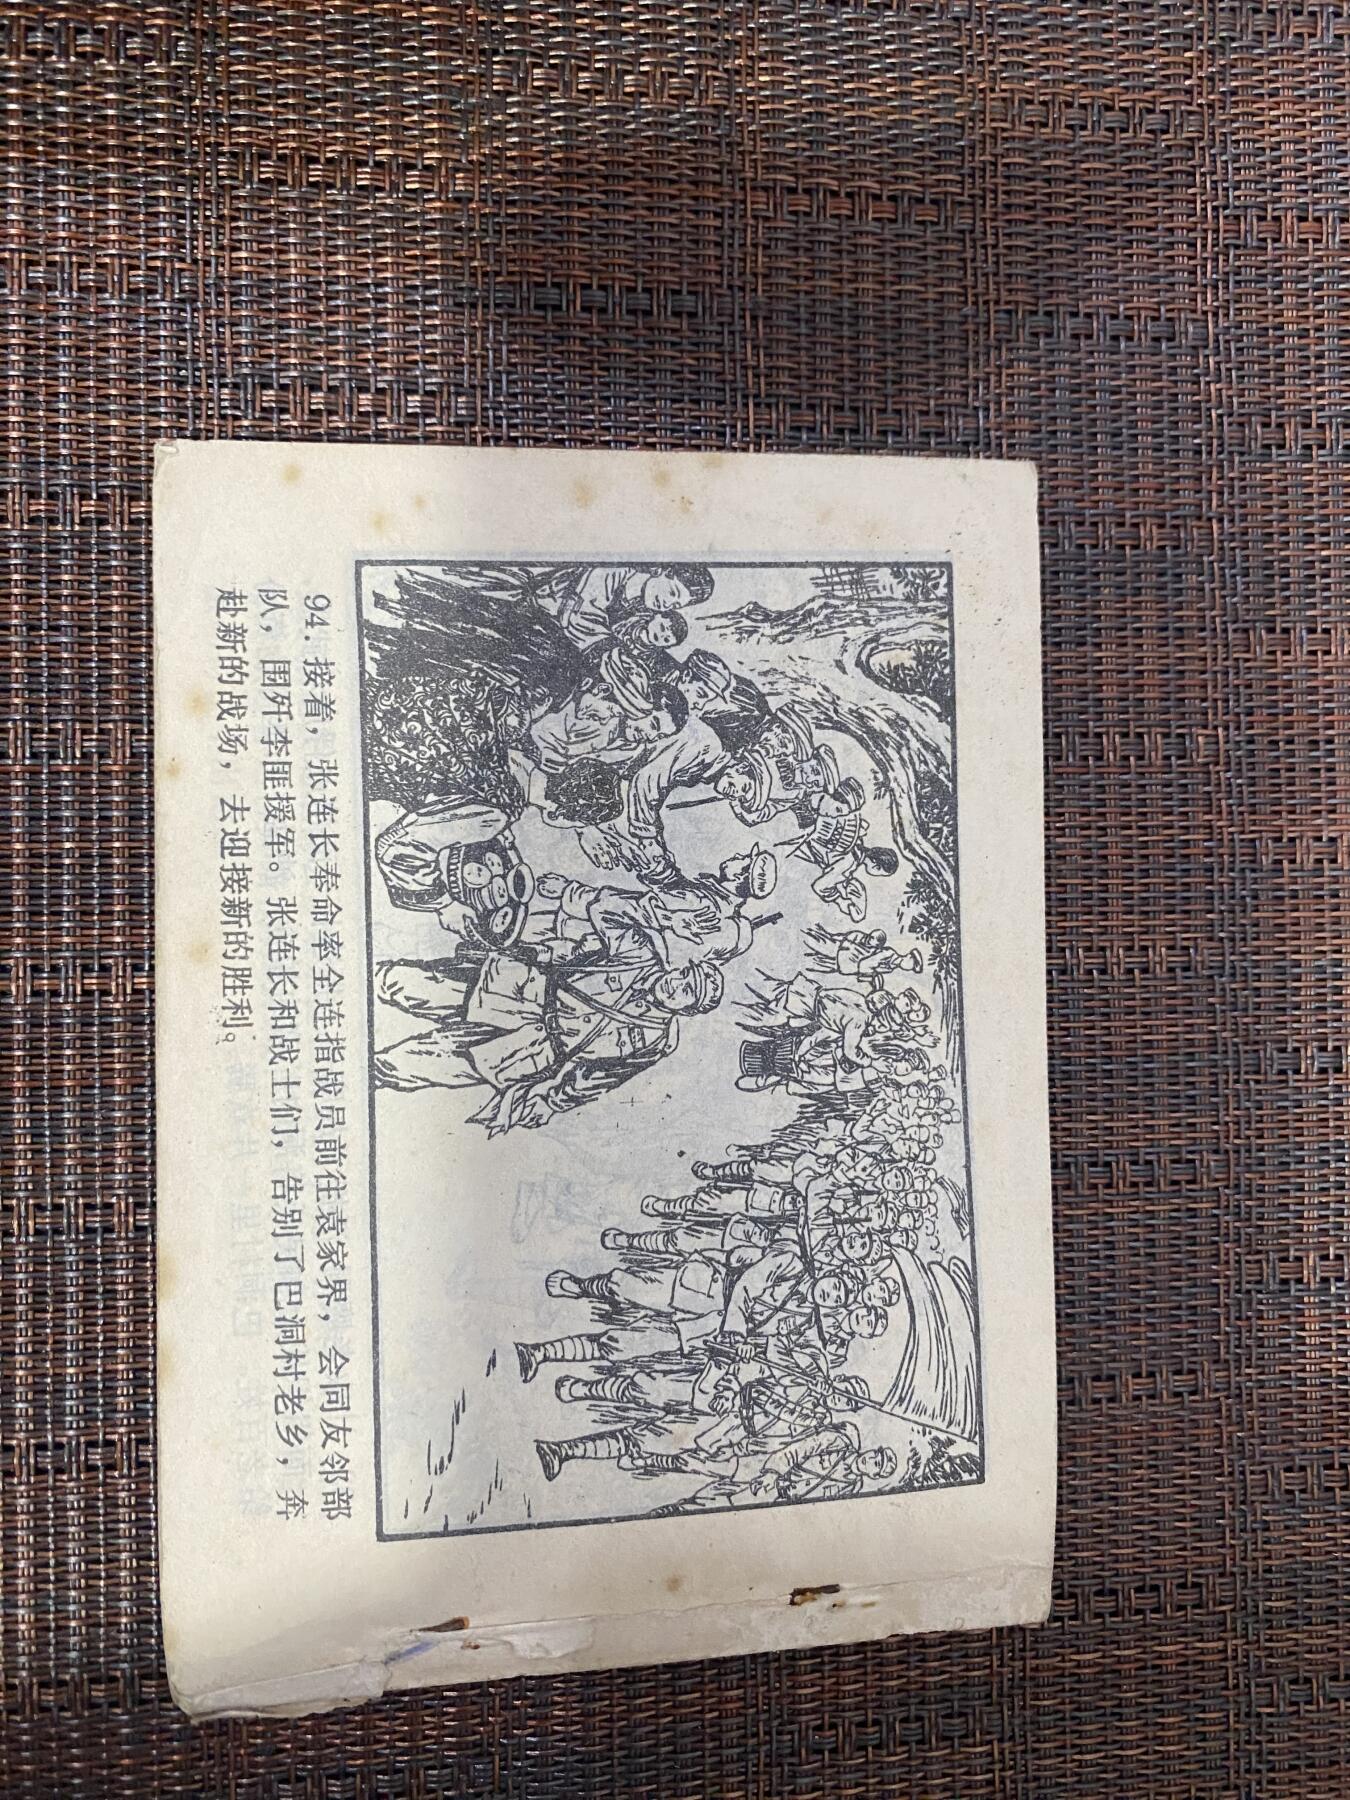 94. 接着，张连长奉命率全连指战员前往袁家界，会同友邻部
队，围歼李匪援军。张连长和战士们，告别了巴洞村老乡，奔
赴新的战场，去迎接新的胜利。